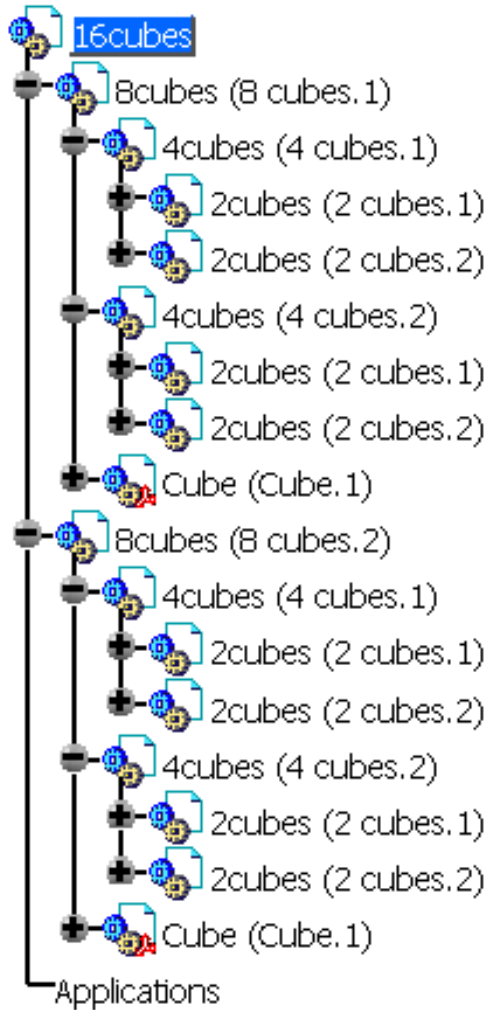 16cubes
8cubes (8 cubes.1)
4cubes (4 cubes.1)
2cubes (2 cubes.1)
2cubes (2 cubes.2)
4cubes (4 cubes.2)
2cubes (2 cubes.1)
2cubes (2 cubes.2)
Cube (Cube.1)
8cubes (8 cubes.2)
4cubes (4 cubes.1)
2cubes (2 cubes.1)
2cubes (2 cubes.2)
4cubes (4 cubes.2)
2cubes (2 cubes.1)
2cubes (2 cubes.2)
Cube (Cube.1)
Applications